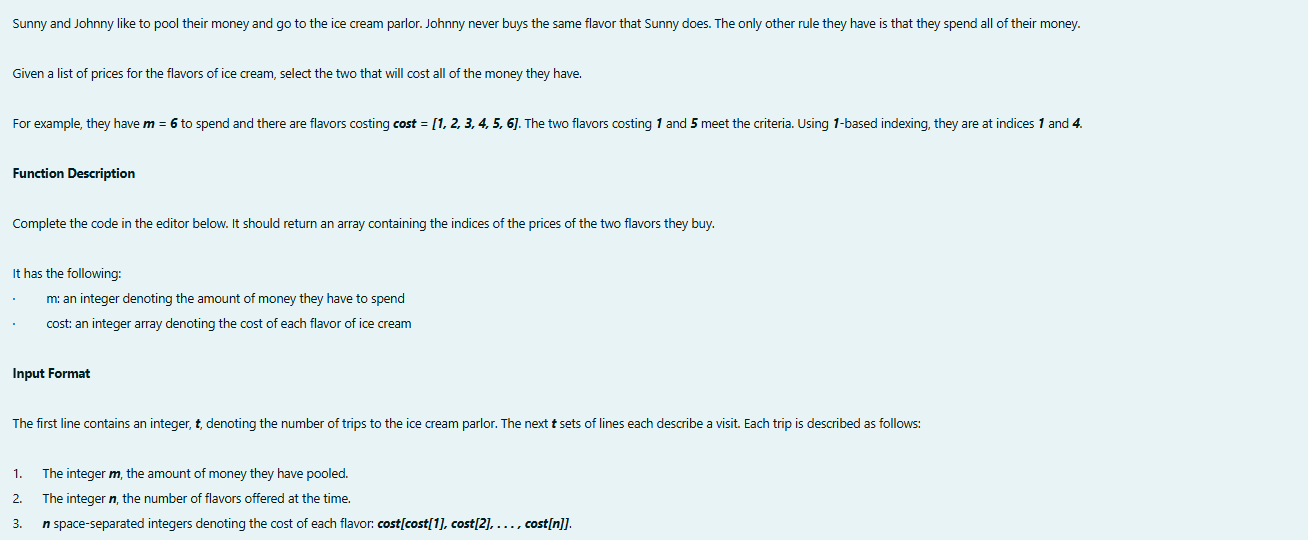 Sunny and Johnny like to pool their money and go to the ice cream parlor. Johnny never buys the same flavor that Sunny does. The only other rule they have is that they spend all of their money.
Given a list of prices for the flavors of ice cream, select the two that will cost all of the money they have.
For example, they have m = 6 to spend and there are flavors costing cost = [1, 2, 3, 4, 5, 6]. The two flavors costing 1 and 5 meet the criteria. Using 1-based indexing, they are at indices 1 and 4.
Function Description
Complete the code in the editor below. It should return an array containing the indices of the prices of the two flavors they buy.
It has the following:
· m: an integer denoting the amount of money they have to spend
· cost: an integer array denoting the cost of each flavor of ice cream
Input Format
The first line contains an integer, t, denoting the number of trips to the ice cream parlor. The next t sets of lines each describe a visit. Each trip is described as follows:
1. The integer m, the amount of money they have pooled.
2. The integer n, the number of flavors offered at the time.
3. n space-separated integers denoting the cost of each flavor: cost[cost[1], cost[2], . . . , cost[n]].